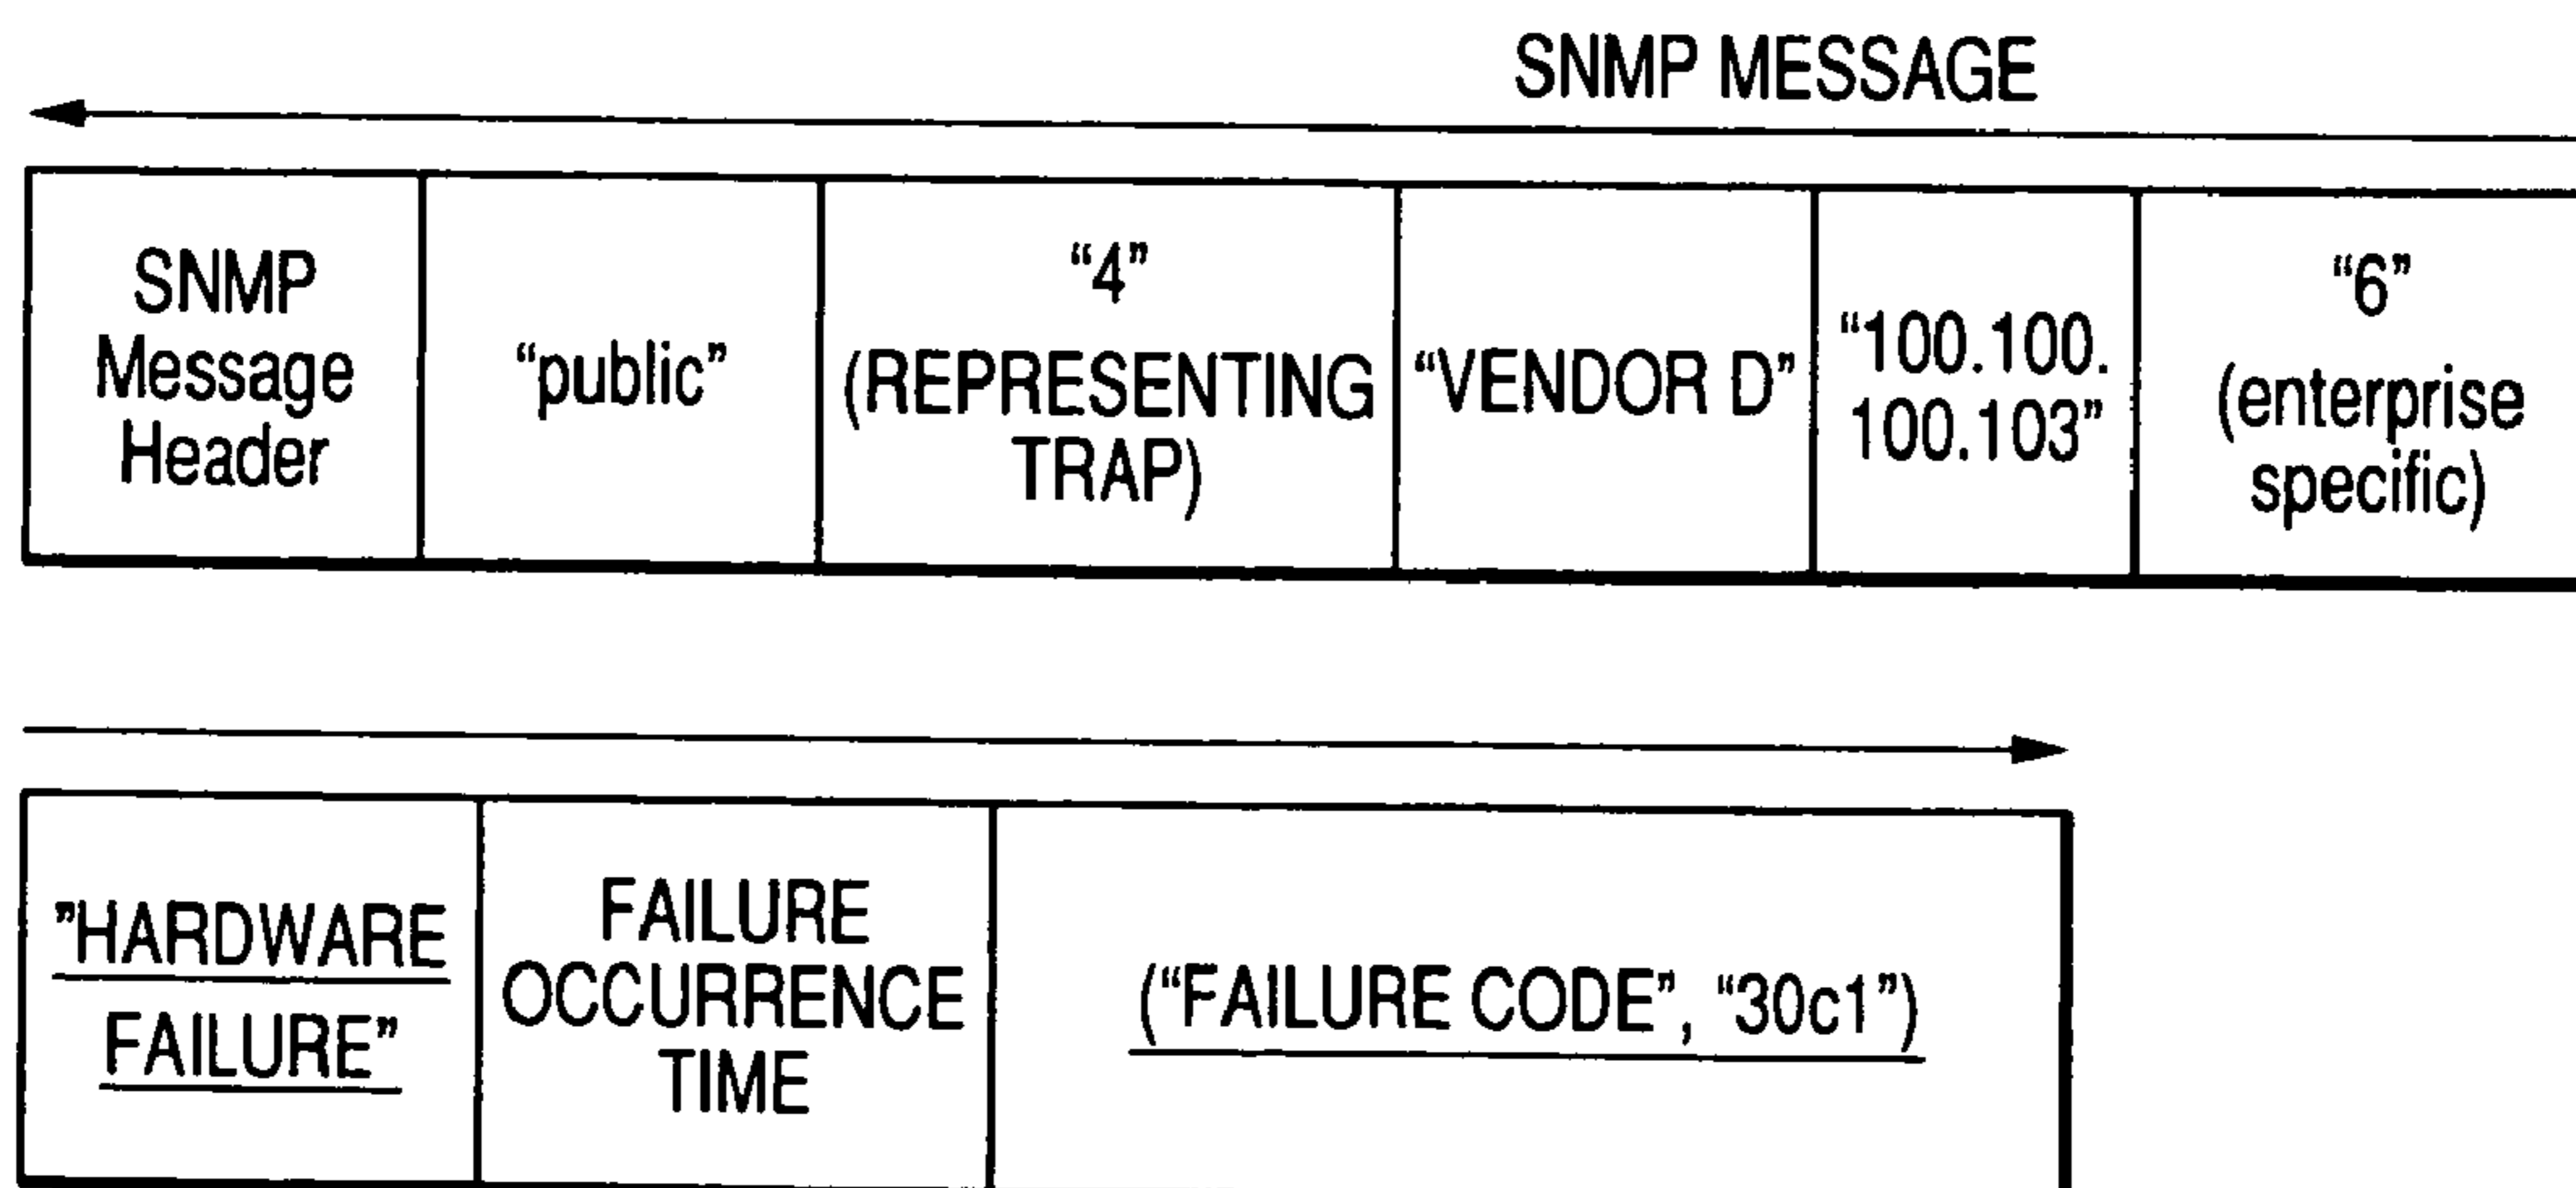 SNMP MESSAGE
SNMP
Message
Header
“public”
“4”
(REPRESENTING
TRAP)
“VENDOR D”
“100.100.
100.103”
“6”
(enterprise
specific)
”HARDWARE
FAILURE”
FAILURE
OCCURRENCE
TIME
(“FAILURE CODE”, “30c1”)